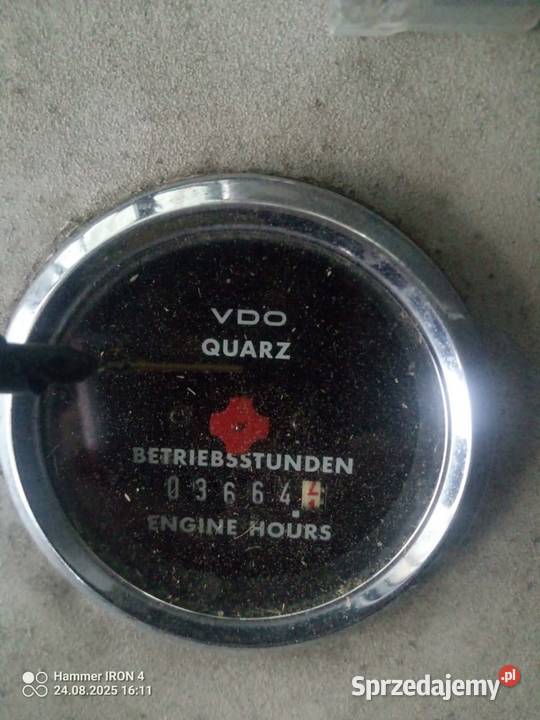 VDO
QUARZ
BETRIEBSSTUNDEN
03664
ENGINE HOURS
Hammer IRON 4
24.08.2025 16:11
Sprzedajemy.pl